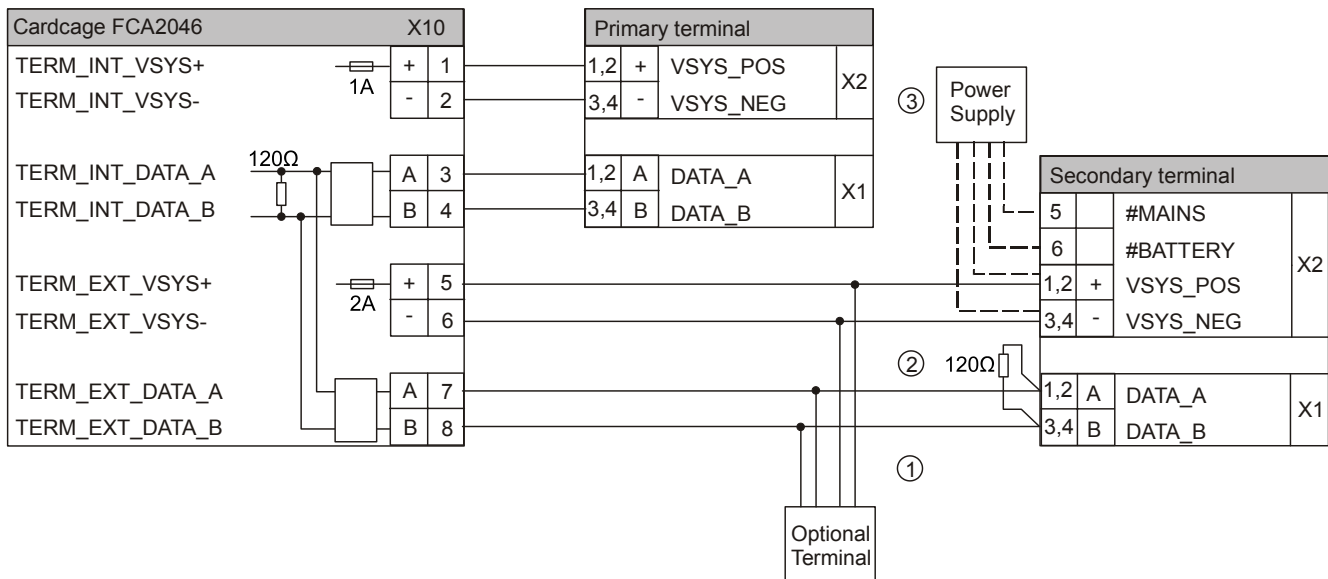 Cardcage FCA2046 X10
TERM_INT_VSYS+ 1A + 1
TERM_INT_VSYS- - 2
TERM_INT_DATA_A 120Ω A 3
TERM_INT_DATA_B B 4
TERM_EXT_VSYS+ 2A + 5
TERM_EXT_VSYS- - 6
TERM_EXT_DATA_A A 7
TERM_EXT_DATA_B B 8
Primary terminal
1,2 + VSYS_POS X2
3,4 - VSYS_NEG
1,2 A DATA_A X1
3,4 B DATA_B
③ Power
Supply
Secondary terminal
5 #MAINS
6 #BATTERY X2
1,2 + VSYS_POS
3,4 - VSYS_NEG
② 120Ω
1,2 A DATA_A X1
3,4 B DATA_B
①
Optional
Terminal